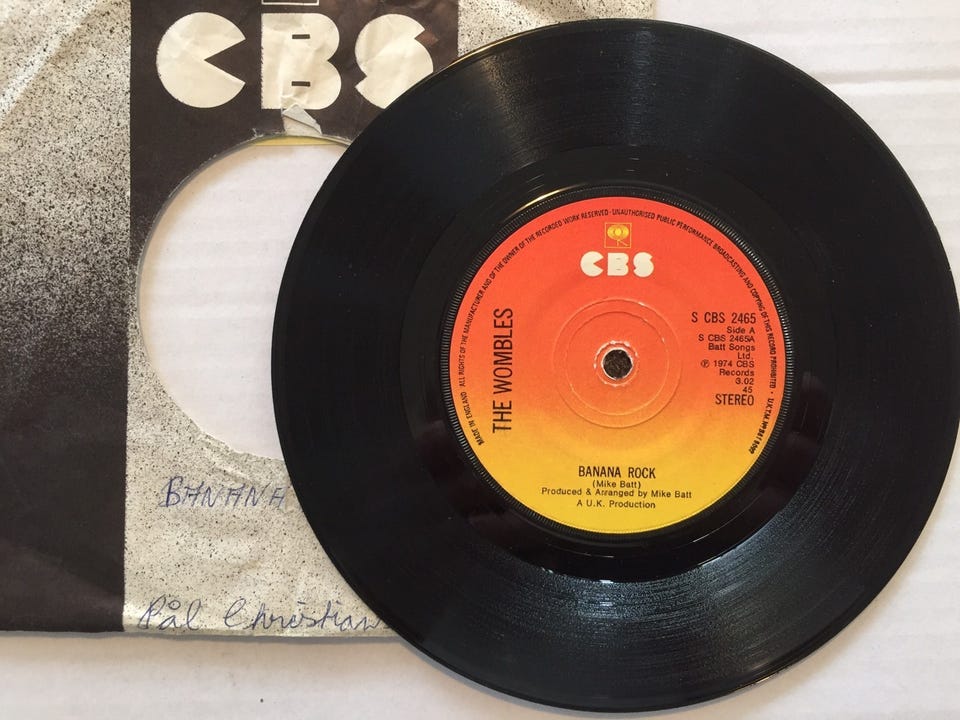 CBS
BANANA
Pål Christian
MADE IN ENGLAND ALL RIGHTS OF THE MANUFACTURER AND OF THE OWNER OF THE RECORDED WORK RESERVED · UNAUTHORISED PUBLIC PERFORMANCE BROADCASTING AND COPYING OF THIS RECORD PROHIBITED ·
CBS
THE WOMBLES
S CBS 2465
Side A
S CBS 2465A
Batt Songs
Ltd.
℗ 1974 CBS
Records
3.02
45
STEREO
BANANA ROCK
(Mike Batt)
Produced & Arranged by Mike Batt
A U.K. Production